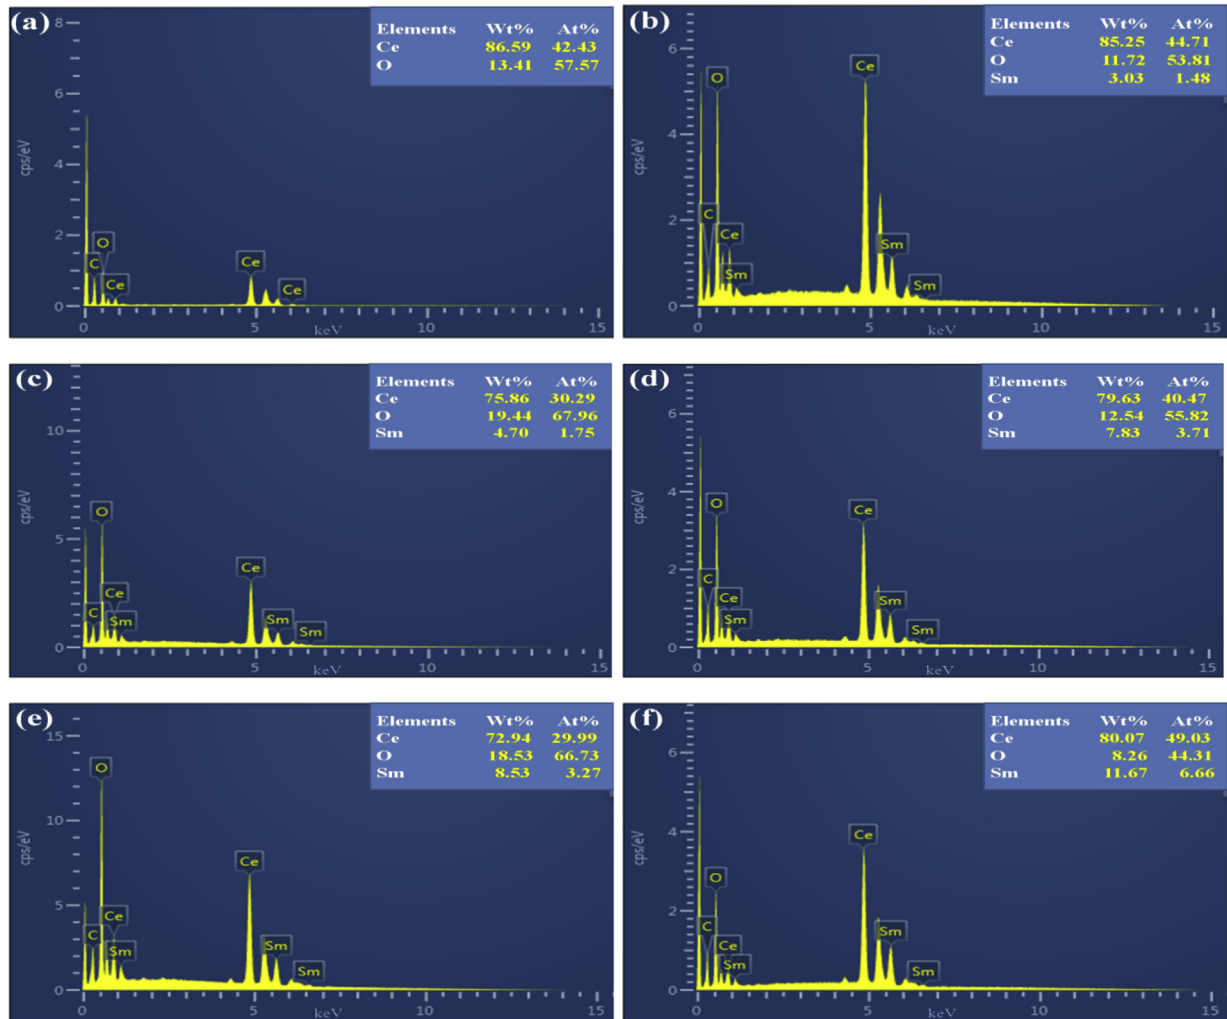 (a)
Elements Wt% At%
Ce 86.59 42.43
O 13.41 57.57
8
6
4
2
0
cps/eV
C
O
Ce
Ce
Ce
0 5 10 15
keV
(b)
Elements Wt% At%
Ce 85.25 44.71
O 11.72 53.81
Sm 3.03 1.48
6
4
2
0
cps/eV
C
O
Ce
Sm
Ce
Sm
Sm
0 5 10 15
keV
(c)
Elements Wt% At%
Ce 75.86 30.29
O 19.44 67.96
Sm 4.70 1.75
10
5
0
cps/eV
C
O
Ce
Sm
Ce
Sm
Sm
0 5 10 15
keV
(d)
Elements Wt% At%
Ce 79.63 40.47
O 12.54 55.82
Sm 7.83 3.71
6
4
2
0
cps/eV
C
O
Ce
Sm
Ce
Sm
Sm
0 5 10 15
keV
(e)
Elements Wt% At%
Ce 72.94 29.99
O 18.53 66.73
Sm 8.53 3.27
15
10
5
0
cps/eV
C
O
Ce
Sm
Ce
Sm
Sm
0 5 10 15
keV
(f)
Elements Wt% At%
Ce 80.07 49.03
O 8.26 44.31
Sm 11.67 6.66
6
4
2
0
cps/eV
C
O
Ce
Sm
Ce
Sm
Sm
0 5 10 15
keV